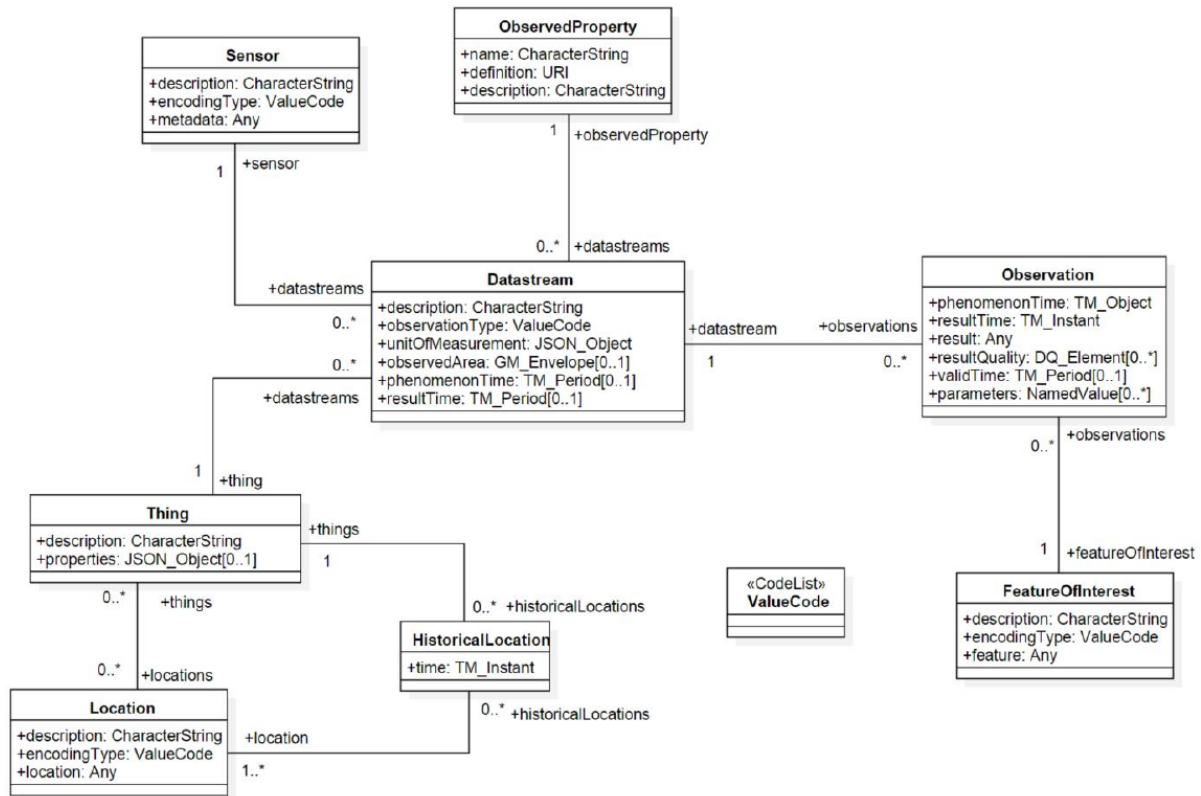 ObservedProperty
+name: CharacterString
+definition: URI
+description: CharacterString
Sensor
+description: CharacterString
+encodingType: ValueCode
+metadata: Any
1
+observedProperty
1
+sensor
0..*
+datastreams
+datastreams
0..*
Datastream
+description: CharacterString
+observationType: ValueCode
+unitOfMeasurement: JSON_Object
+observedArea: GM_Envelope[0..1]
+phenomenonTime: TM_Period[0..1]
+resultTime: TM_Period[0..1]
+datastream
1
+observations
0..*
Observation
+phenomenonTime: TM_Object
+resultTime: TM_Instant
+result: Any
+resultQuality: DQ_Element[0..*]
+validTime: TM_Period[0..1]
+parameters: NamedValue[0..*]
0..*
+datastreams
0..*
+observations
1
+thing
Thing
+description: CharacterString
+properties: JSON_Object[0..1]
+things
1
1
+featureOfInterest
0..*
+things
0..*
+historicalLocations
«CodeList»
ValueCode
FeatureOfInterest
+description: CharacterString
+encodingType: ValueCode
+feature: Any
HistoricalLocation
+time: TM_Instant
0..*
+locations
0..*
+historicalLocations
Location
+description: CharacterString
+encodingType: ValueCode
+location: Any
+location
1..*